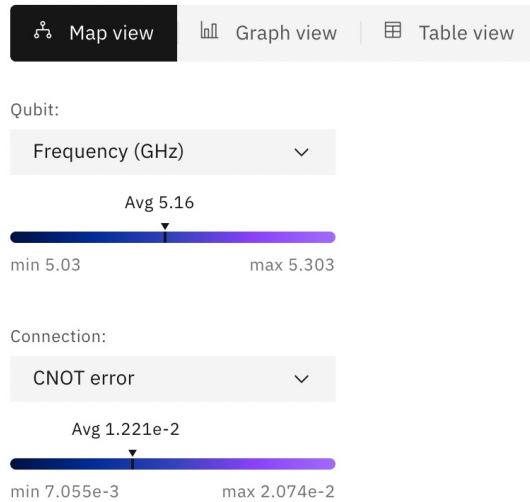 Map view Graph view Table view
Qubit:
Frequency (GHz)
Avg 5.16
min 5.03 max 5.303
Connection:
CNOT error
Avg 1.221e-2
min 7.055e-3 max 2.074e-2